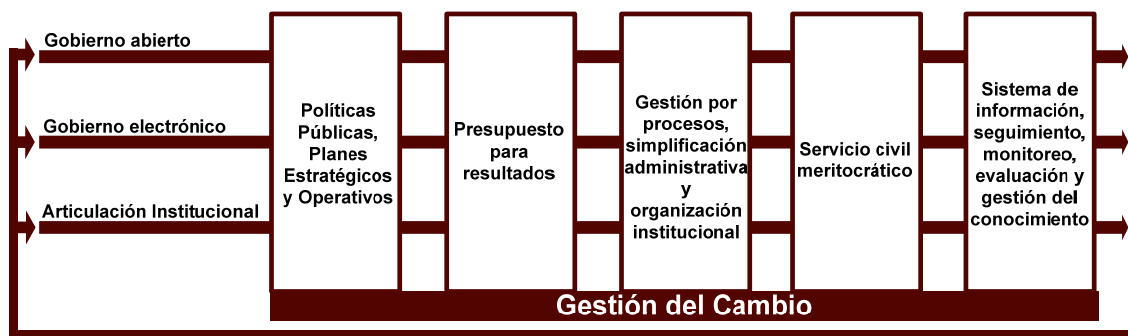 Gobierno abierto
Gobierno electrónico
Articulación Institucional
Políticas
Públicas,
Planes
Estratégicos
y Operativos
Presupuesto
para
resultados
Gestión por
procesos,
simplificación
administrativa
y
organización
institucional
Servicio civil
meritocrático
Sistema de
información,
seguimiento,
monitoreo,
evaluación y
gestión del
conocimiento
Gestión del Cambio